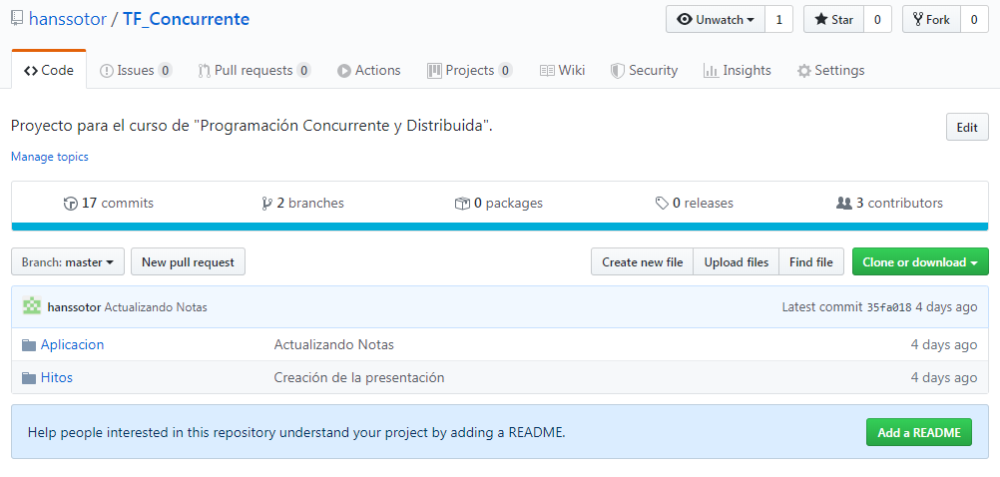 hanssotor / TF_Concurrente Unwatch 1 Star 0 Fork 0
Code Issues 0 Pull requests 0 Actions Projects 0 Wiki Security Insights Settings
Proyecto para el curso de "Programación Concurrente y Distribuida". Edit
Manage topics
17 commits 2 branches 0 packages 0 releases 3 contributors
Branch: master New pull request Create new file Upload files Find file Clone or download
hanssotor Actualizando Notas Latest commit 35fa018 4 days ago
Aplicacion Actualizando Notas 4 days ago
Hitos Creación de la presentación 4 days ago
Help people interested in this repository understand your project by adding a README. Add a README